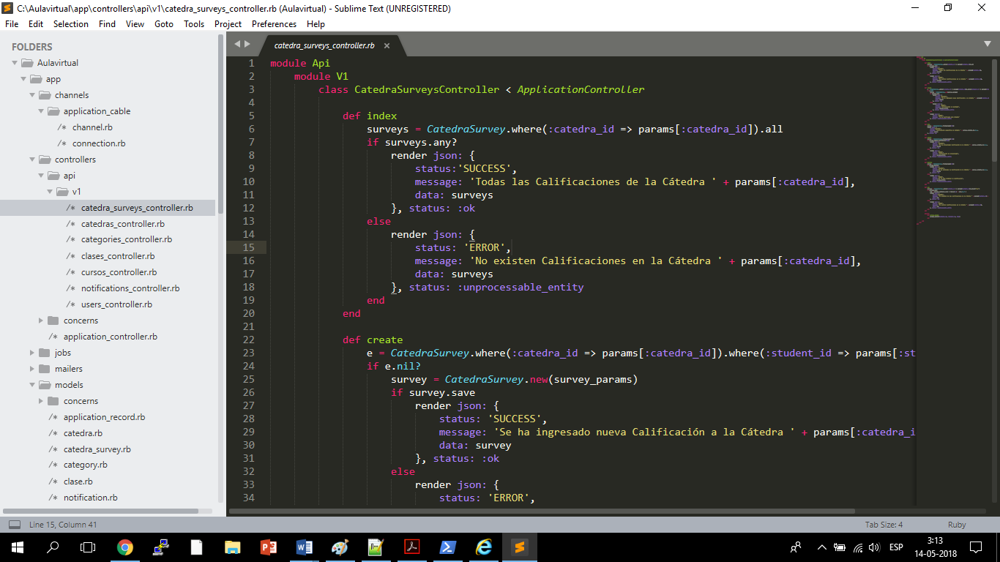 C:\Aulavirtual\app\controllers\api\v1\catedra_surveys_controller.rb (Aulavirtual) - Sublime Text (UNREGISTERED)
File Edit Selection Find View Goto Tools Project Preferences Help
FOLDERS
Aulavirtual
app
channels
application_cable
/* channel.rb
/* connection.rb
controllers
api
v1
/* catedra_surveys_controller.rb
/* catedras_controller.rb
/* categories_controller.rb
/* clases_controller.rb
/* cursos_controller.rb
/* notifications_controller.rb
/* users_controller.rb
concerns
/* application_controller.rb
jobs
mailers
models
concerns
/* application_record.rb
/* catedra.rb
/* catedra_survey.rb
/* category.rb
/* clase.rb
/* notification.rb
catedra_surveys_controller.rb ×
1 module Api
2 module V1
3 class CatedraSurveysController < ApplicationController
4
5 def index
6 surveys = CatedraSurvey.where(:catedra_id => params[:catedra_id]).all
7 if surveys.any?
8 render json: {
9 status:'SUCCESS',
10 message: 'Todas las Calificaciones de la Cátedra ' + params[:catedra_id],
11 data: surveys
12 }, status: :ok
13 else
14 render json: {
15 status: 'ERROR',
16 message: 'No existen Calificaciones en la Cátedra ' + params[:catedra_id],
17 data: surveys
18 }, status: :unprocessable_entity
19 end
20 end
21
22 def create
23 e = CatedraSurvey.where(:catedra_id => params[:catedra_id]).where(:student_id => params[:st
24 if e.nil?
25 survey = CatedraSurvey.new(survey_params)
26 if survey.save
27 render json: {
28 status: 'SUCCESS',
29 message: 'Se ha ingresado nueva Calificación a la Cátedra ' + params[:catedra_i
30 data: survey
31 }, status: :ok
32 else
33 render json: {
34 status: 'ERROR',
Line 15, Column 41
Tab Size: 4
Ruby
ESP
3:13
14-05-2018